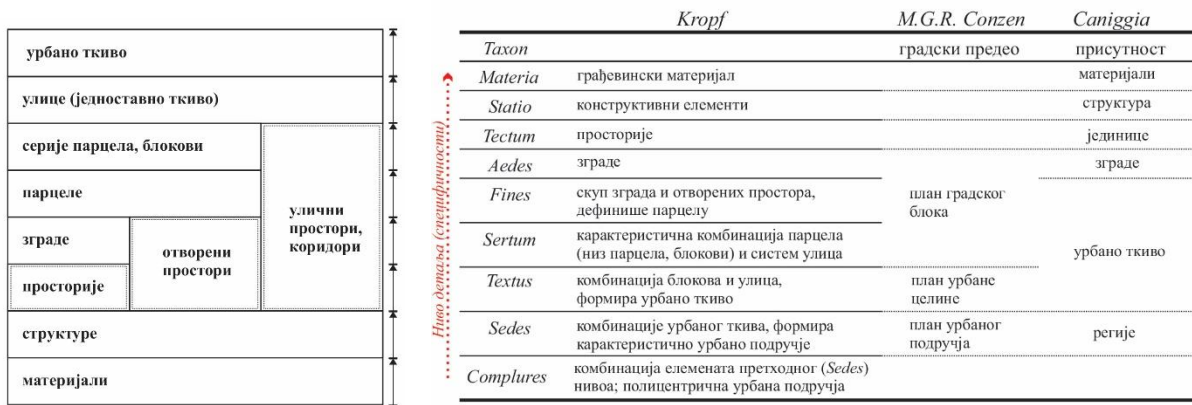 урбано ткиво
улице (једноставно ткиво)
серије парцела, блокови
парцеле
зграде
просторије
отворени
простори
улични
простори,
коридори
структуре
материјали
Ниво детаља (специфичности)
Kropf M.G.R. Conzen Caniggia
Taxon градски предео присутност
Materia грађевински материјал материјали
Statio конструктивни елементи структура
Tectum просторије јединице
Aedes зграде зграде
Fines скуп зграда и отворених простора,
дефинише парцелу
план градског
блока
Sertum карактеристична комбинација парцела
(низ парцела, блокови) и систем улица
урбано ткиво
Textus комбинација блокова и улица,
формира урбано ткиво
план урбане
целине
Sedes комбинације урбаног ткива, формира
карактеристично урбано подручје
план урбаног
подручја
регије
Complures комбинација елемената претходног (Sedes)
нивоа; полицентрична урбана подручја